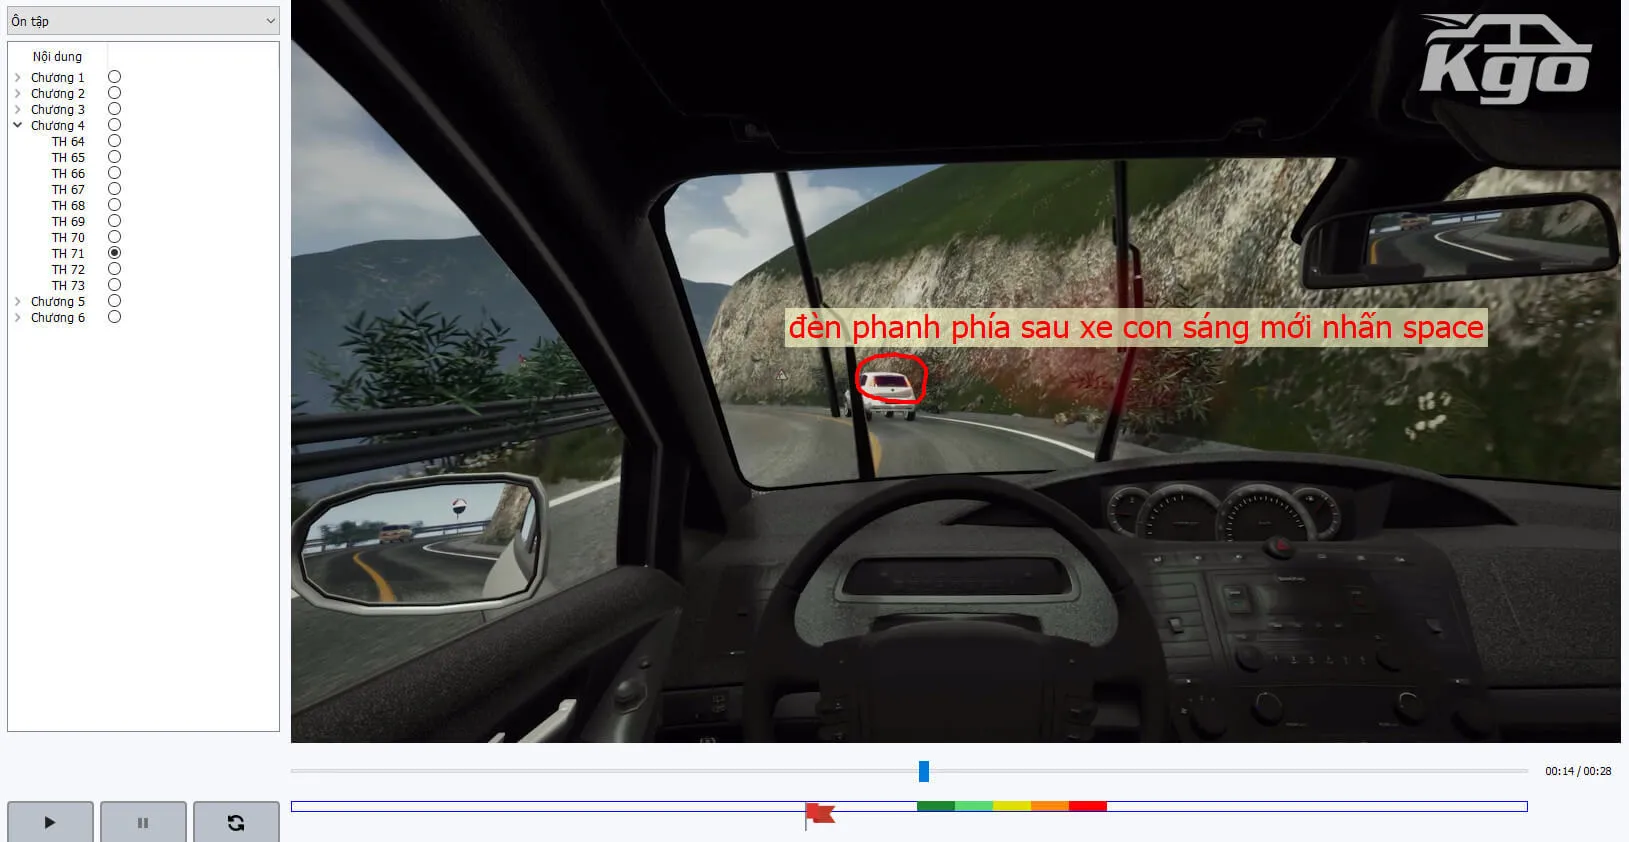 Ôn tập
Nội dung
Chương 1
Chương 2
Chương 3
Chương 4
TH 64
TH 65
TH 66
TH 67
TH 68
TH 69
TH 70
TH 71
TH 72
TH 73
Chương 5
Chương 6
Kgo
đèn phanh phía sau xe con sáng mới nhấn space
00:14 / 00:28